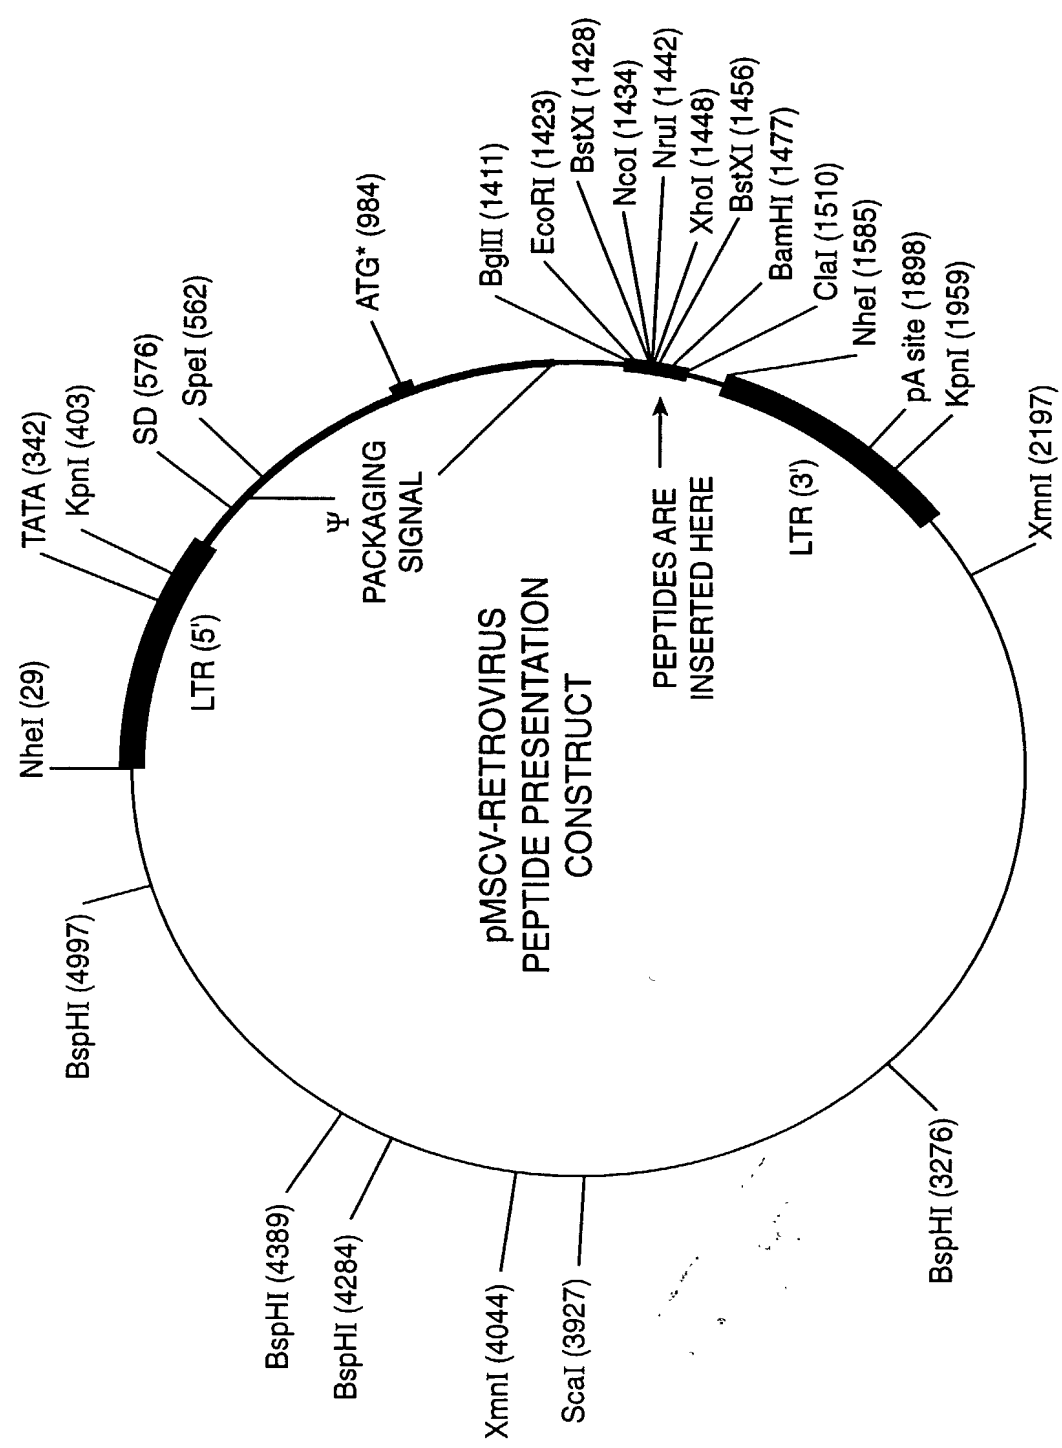 NheI (29)
TATA (342)
KpnI (403)
SD (576)
SpeI (562)
ATG* (984)
BglII (1411)
EcoRI (1423)
BstXI (1428)
NcoI (1434)
NruI (1442)
XhoI (1448)
BstXI (1456)
BamHI (1477)
ClaI (1510)
NheI (1585)
pA site (1898)
KpnI (1959)
XmnI (2197)
BspHI (3276)
ScaI (3927)
XmnI (4044)
BspHI (4284)
BspHI (4389)
BspHI (4997)
LTR (5')
Ψ
PACKAGING
SIGNAL
PEPTIDES ARE
INSERTED HERE
LTR (3')
pMSCV-RETROVIRUS
PEPTIDE PRESENTATION
CONSTRUCT